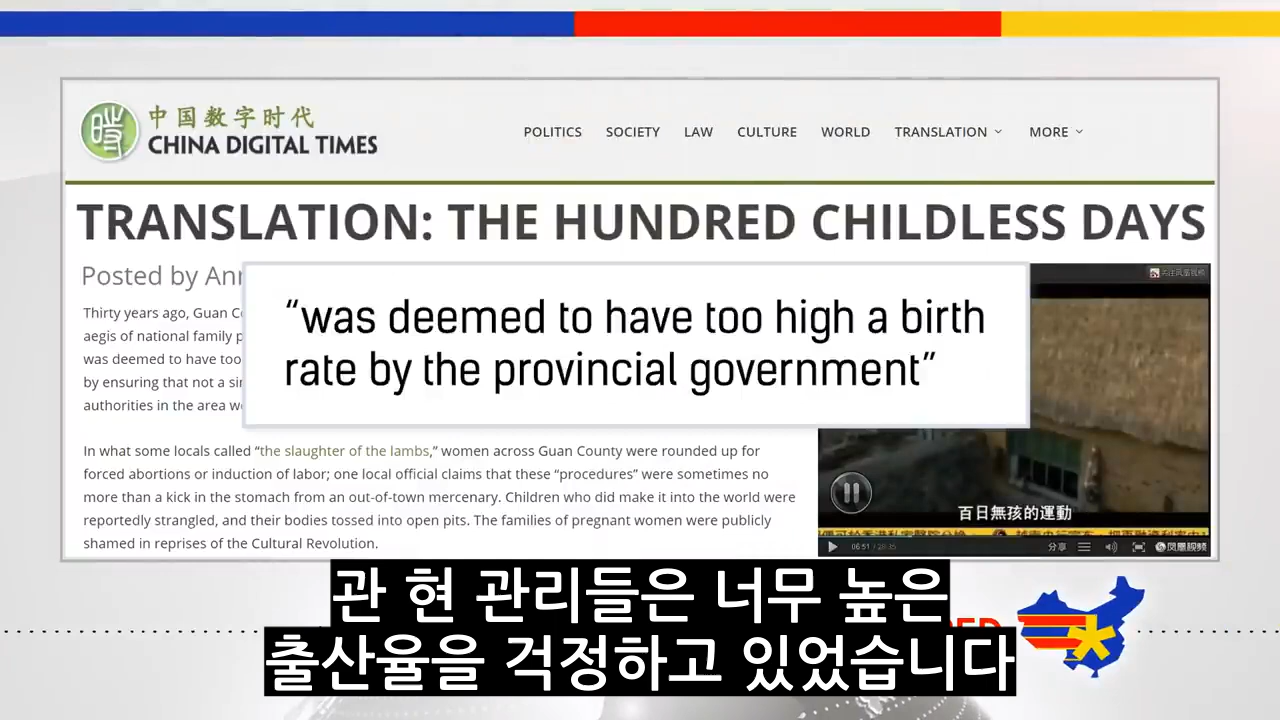 中国数字时代
CHINA DIGITAL TIMES
POLITICS SOCIETY LAW CULTURE WORLD TRANSLATION MORE
TRANSLATION: THE HUNDRED CHILDLESS DAYS
Posted by
Thirty years ago, Guan
aegis of national family
was deemed to have too
by ensuring that not a
authorities in the area
“was deemed to have too high a birth
rate by the provincial government”
In what some locals called “the slaughter of the lambs,” women across Guan County were rounded up for
forced abortions or induction of labor; one local official claims that these “procedures” were sometimes no
more than a kick in the stomach from an out-of-town mercenary. Children who did make it into the world were
reportedly strangled, and their bodies tossed into open pits. The families of pregnant women were publicly
shamed in reprises of the Cultural Revolution.
百日無孩的運動
06:51
分享
凤凰视频
관 현 관리들은 너무 높은
출산율을 걱정하고 있었습니다